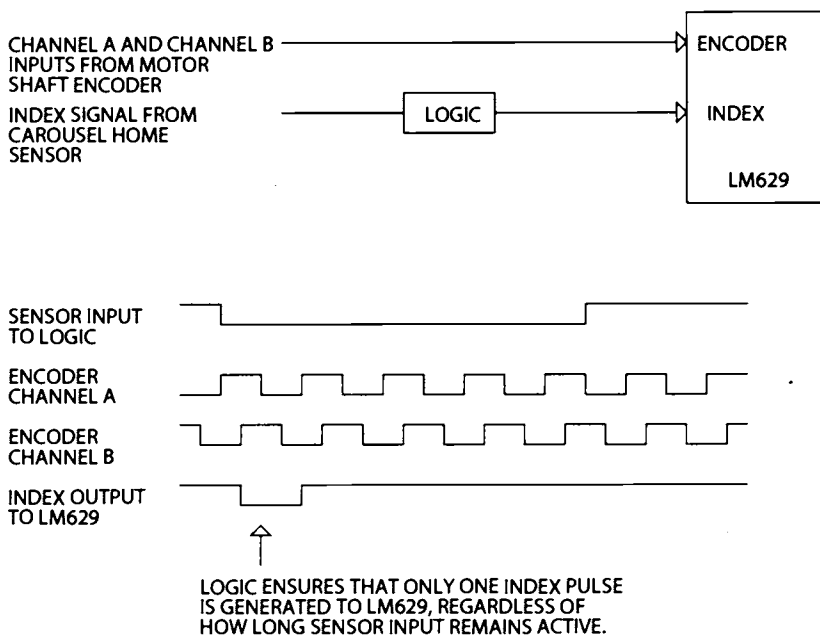 CHANNEL A AND CHANNEL B
INPUTS FROM MOTOR
SHAFT ENCODER
ENCODER
INDEX SIGNAL FROM
CAROUSEL HOME
SENSOR
LOGIC
INDEX
LM629
SENSOR INPUT
TO LOGIC
ENCODER
CHANNEL A
ENCODER
CHANNEL B
INDEX OUTPUT
TO LM629
LOGIC ENSURES THAT ONLY ONE INDEX PULSE
IS GENERATED TO LM629, REGARDLESS OF
HOW LONG SENSOR INPUT REMAINS ACTIVE.